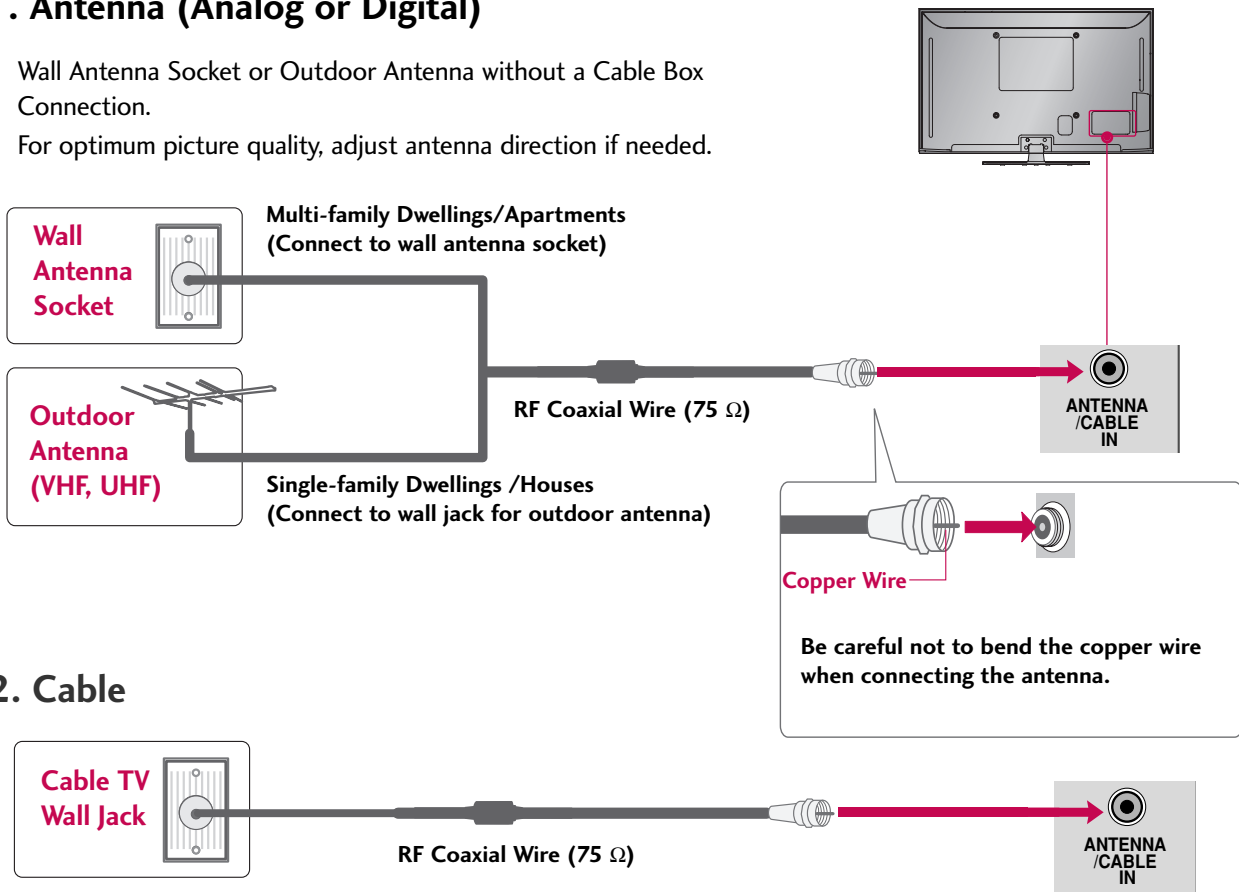 . Antenna (Analog or Digital)
Wall Antenna Socket or Outdoor Antenna without a Cable Box
Connection.
For optimum picture quality, adjust antenna direction if needed.
Wall
Antenna
Socket
Multi-family Dwellings/Apartments
(Connect to wall antenna socket)
Outdoor
Antenna
(VHF, UHF)
RF Coaxial Wire (75 Ω)
Single-family Dwellings /Houses
(Connect to wall jack for outdoor antenna)
ANTENNA
/CABLE
IN
Copper Wire
Be careful not to bend the copper wire
when connecting the antenna.
2. Cable
Cable TV
Wall Jack
RF Coaxial Wire (75 Ω)
ANTENNA
/CABLE
IN